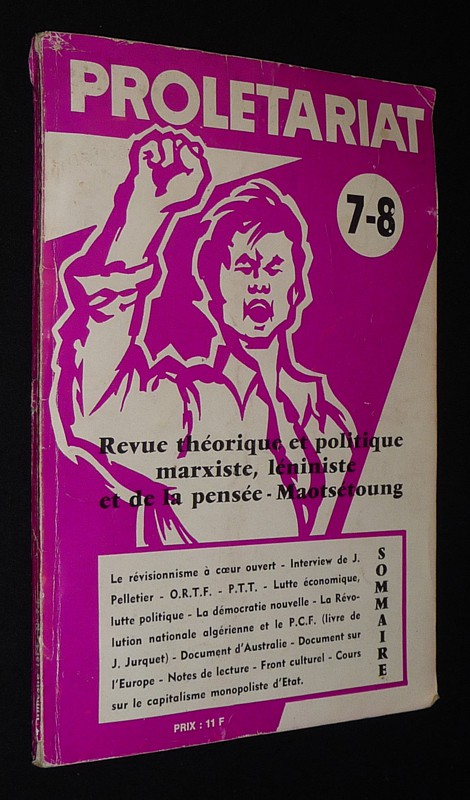 PROLETARIAT
7-8
Revue théorique et politique
marxiste, léniniste
et de la pensée - Maotsétoung
Le révisionnisme à cœur ouvert - Interview de J.
Pelletier - O.R.T.F. - P.T.T. - Lutte économique,
lutte politique - La démocratie nouvelle - La Révo-
lution nationale algérienne et le P.C.F. (livre de
J. Jurquet) - Document d'Australie - Document sur
l'Europe - Notes de lecture - Front culturel - Cours
sur le capitalisme monopoliste d'Etat.
SOMMAIRE
PRIX : 11 F